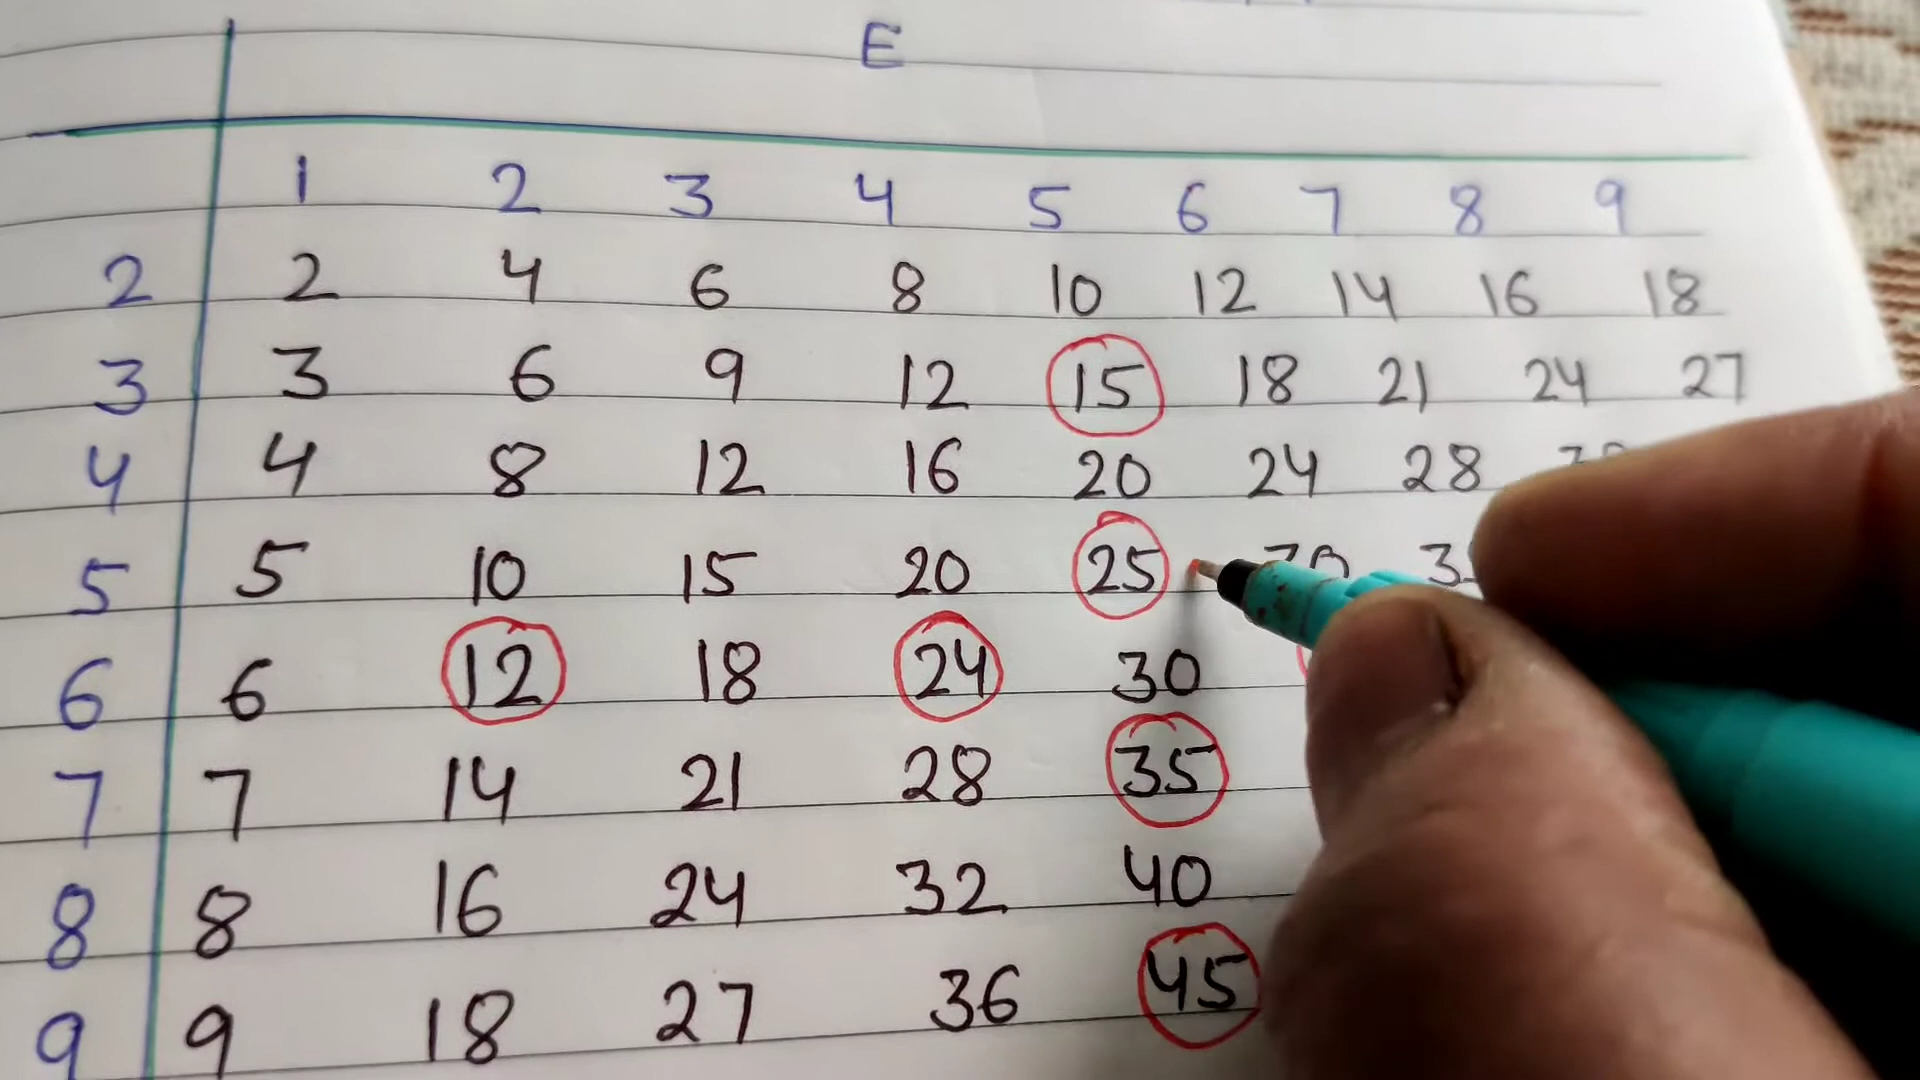 E
1 2 3 4 5 6 7 8 9
2 2 4 6 8 10 12 14 16 18
3 3 6 9 12 15 18 21 24 27
4 4 8 12 16 20 24 28
5 5 10 15 20 25
6 6 12 18 24 30
7 7 14 21 28 35
8 8 16 24 32 40
9 9 18 27 36 45